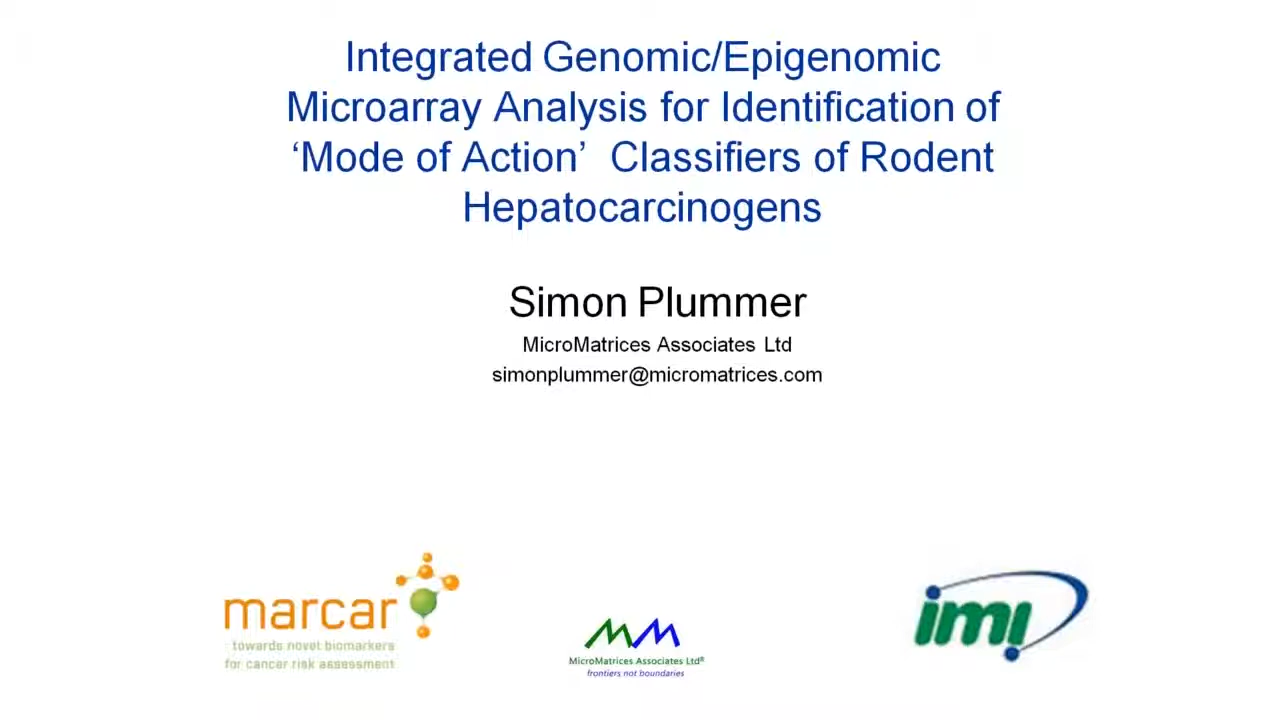 Integrated Genomic/Epigenomic
Microarray Analysis for Identification of
‘Mode of Action’  Classifiers of Rodent
Hepatocarcinogens
Simon Plummer
MicroMatrices Associates Ltd
simonplummer@micromatrices.com
marcar
towards novel biomarkers
for cancer risk assessment
MM
MicroMatrices Associates Ltd®
frontiers not boundaries
imi